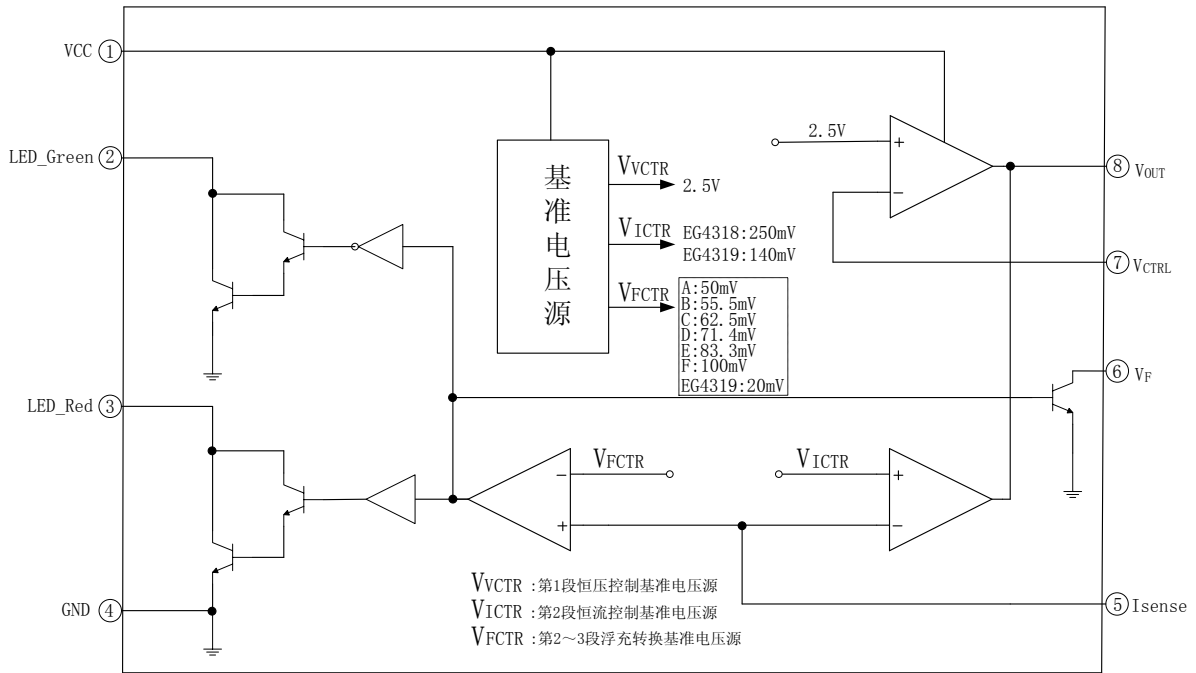 VCC ①
LED_Green ②
LED_Red ③
GND ④
基准电压源
VVCTR
2.5V
VICTR
EG4318:250mV
EG4319:140mV
VFCTR
A:50mV
B:55.5mV
C:62.5mV
D:71.4mV
E:83.3mV
F:100mV
EG4319:20mV
2.5V
+
−
⑧ VOUT
⑦ VCTRL
⑥ VF
VFCTR
−
+
VICTR
+
−
⑤ Isense
VVCTR :第1段恒压控制基准电压源
VICTR :第2段恒流控制基准电压源
VFCTR :第2～3段浮充转换基准电压源